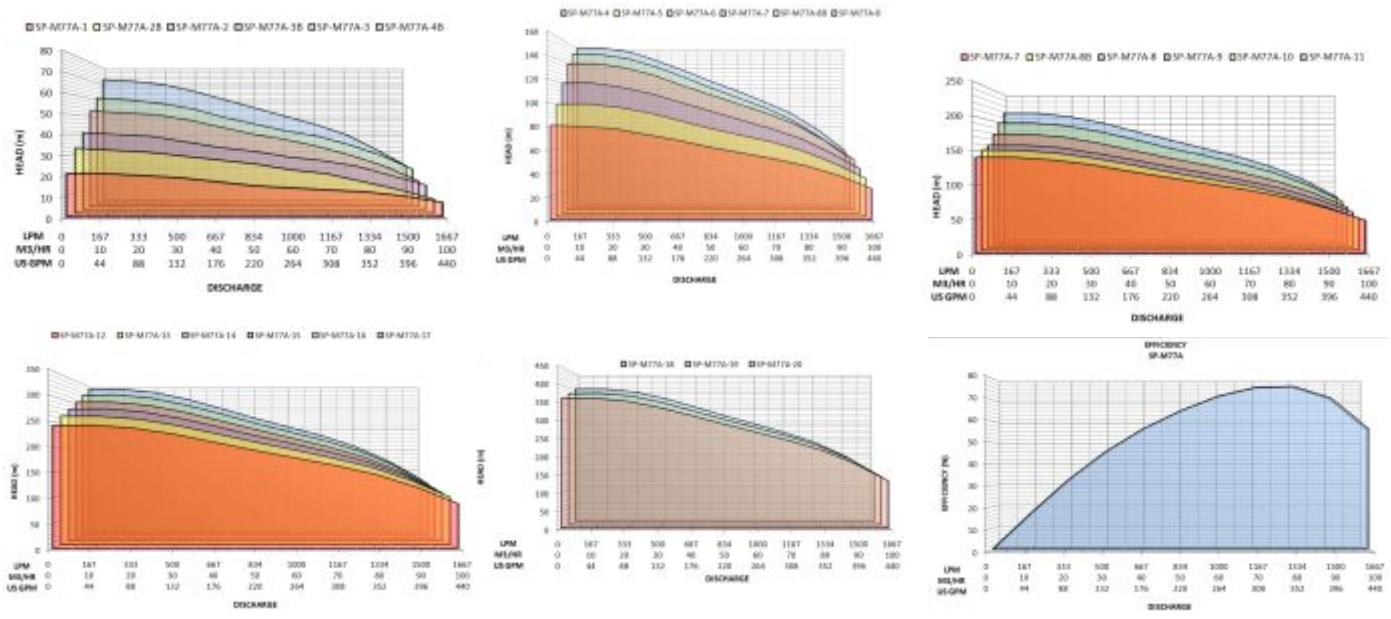 SP-M77A-1 SP-M77A-2B SP-M77A-2 SP-M77A-3B SP-M77A-3 SP-M77A-4B
80
70
60
50
40
30
20
10
0
HEAD (m)
LPM 0 167 333 500 667 834 1000 1167 1334 1500 1667
M3/HR 0 10 20 30 40 50 60 70 80 90 100
US GPM 0 44 88 132 176 220 264 308 352 396 440
DISCHARGE
SP-M77A-4 SP-M77A-5 SP-M77A-6 SP-M77A-7 SP-M77A-8B SP-M77A-8
160
140
120
100
80
60
40
20
0
HEAD (m)
LPM 0 167 333 500 667 834 1000 1167 1334 1500 1667
M3/HR 0 10 20 30 40 50 60 70 80 90 100
US GPM 0 44 88 132 176 220 264 308 352 396 440
DISCHARGE
SP-M77A-7 SP-M77A-8B SP-M77A-8 SP-M77A-9 SP-M77A-10 SP-M77A-11
250
200
150
100
50
0
HEAD (m)
LPM 0 167 333 500 667 834 1000 1167 1334 1500 1667
M3/HR 0 10 20 30 40 50 60 70 80 90 100
US GPM 0 44 88 132 176 220 264 308 352 396 440
DISCHARGE
SP-M77A-12 SP-M77A-13 SP-M77A-14 SP-M77A-15 SP-M77A-16 SP-M77A-17
350
300
250
200
150
100
50
0
HEAD (m)
LPM 0 167 333 500 667 834 1000 1167 1334 1500 1667
M3/HR 0 10 20 30 40 50 60 70 80 90 100
US GPM 0 44 88 132 176 220 264 308 352 396 440
DISCHARGE
SP-M77A-18 SP-M77A-19 SP-M77A-20
450
400
350
300
250
200
150
100
50
0
HEAD (m)
LPM 0 167 333 500 667 834 1000 1167 1334 1500 1667
M3/HR 0 10 20 30 40 50 60 70 80 90 100
US GPM 0 44 88 132 176 220 264 308 352 396 440
DISCHARGE
EFFICIENCY
SP-M77A
80
70
60
50
40
30
20
10
0
EFFICIENCY (%)
LPM 0 167 333 500 667 834 1000 1167 1334 1500 1667
M3/HR 0 10 20 30 40 50 60 70 80 90 100
US GPM 0 44 88 132 176 220 264 308 352 396 440
DISCHARGE